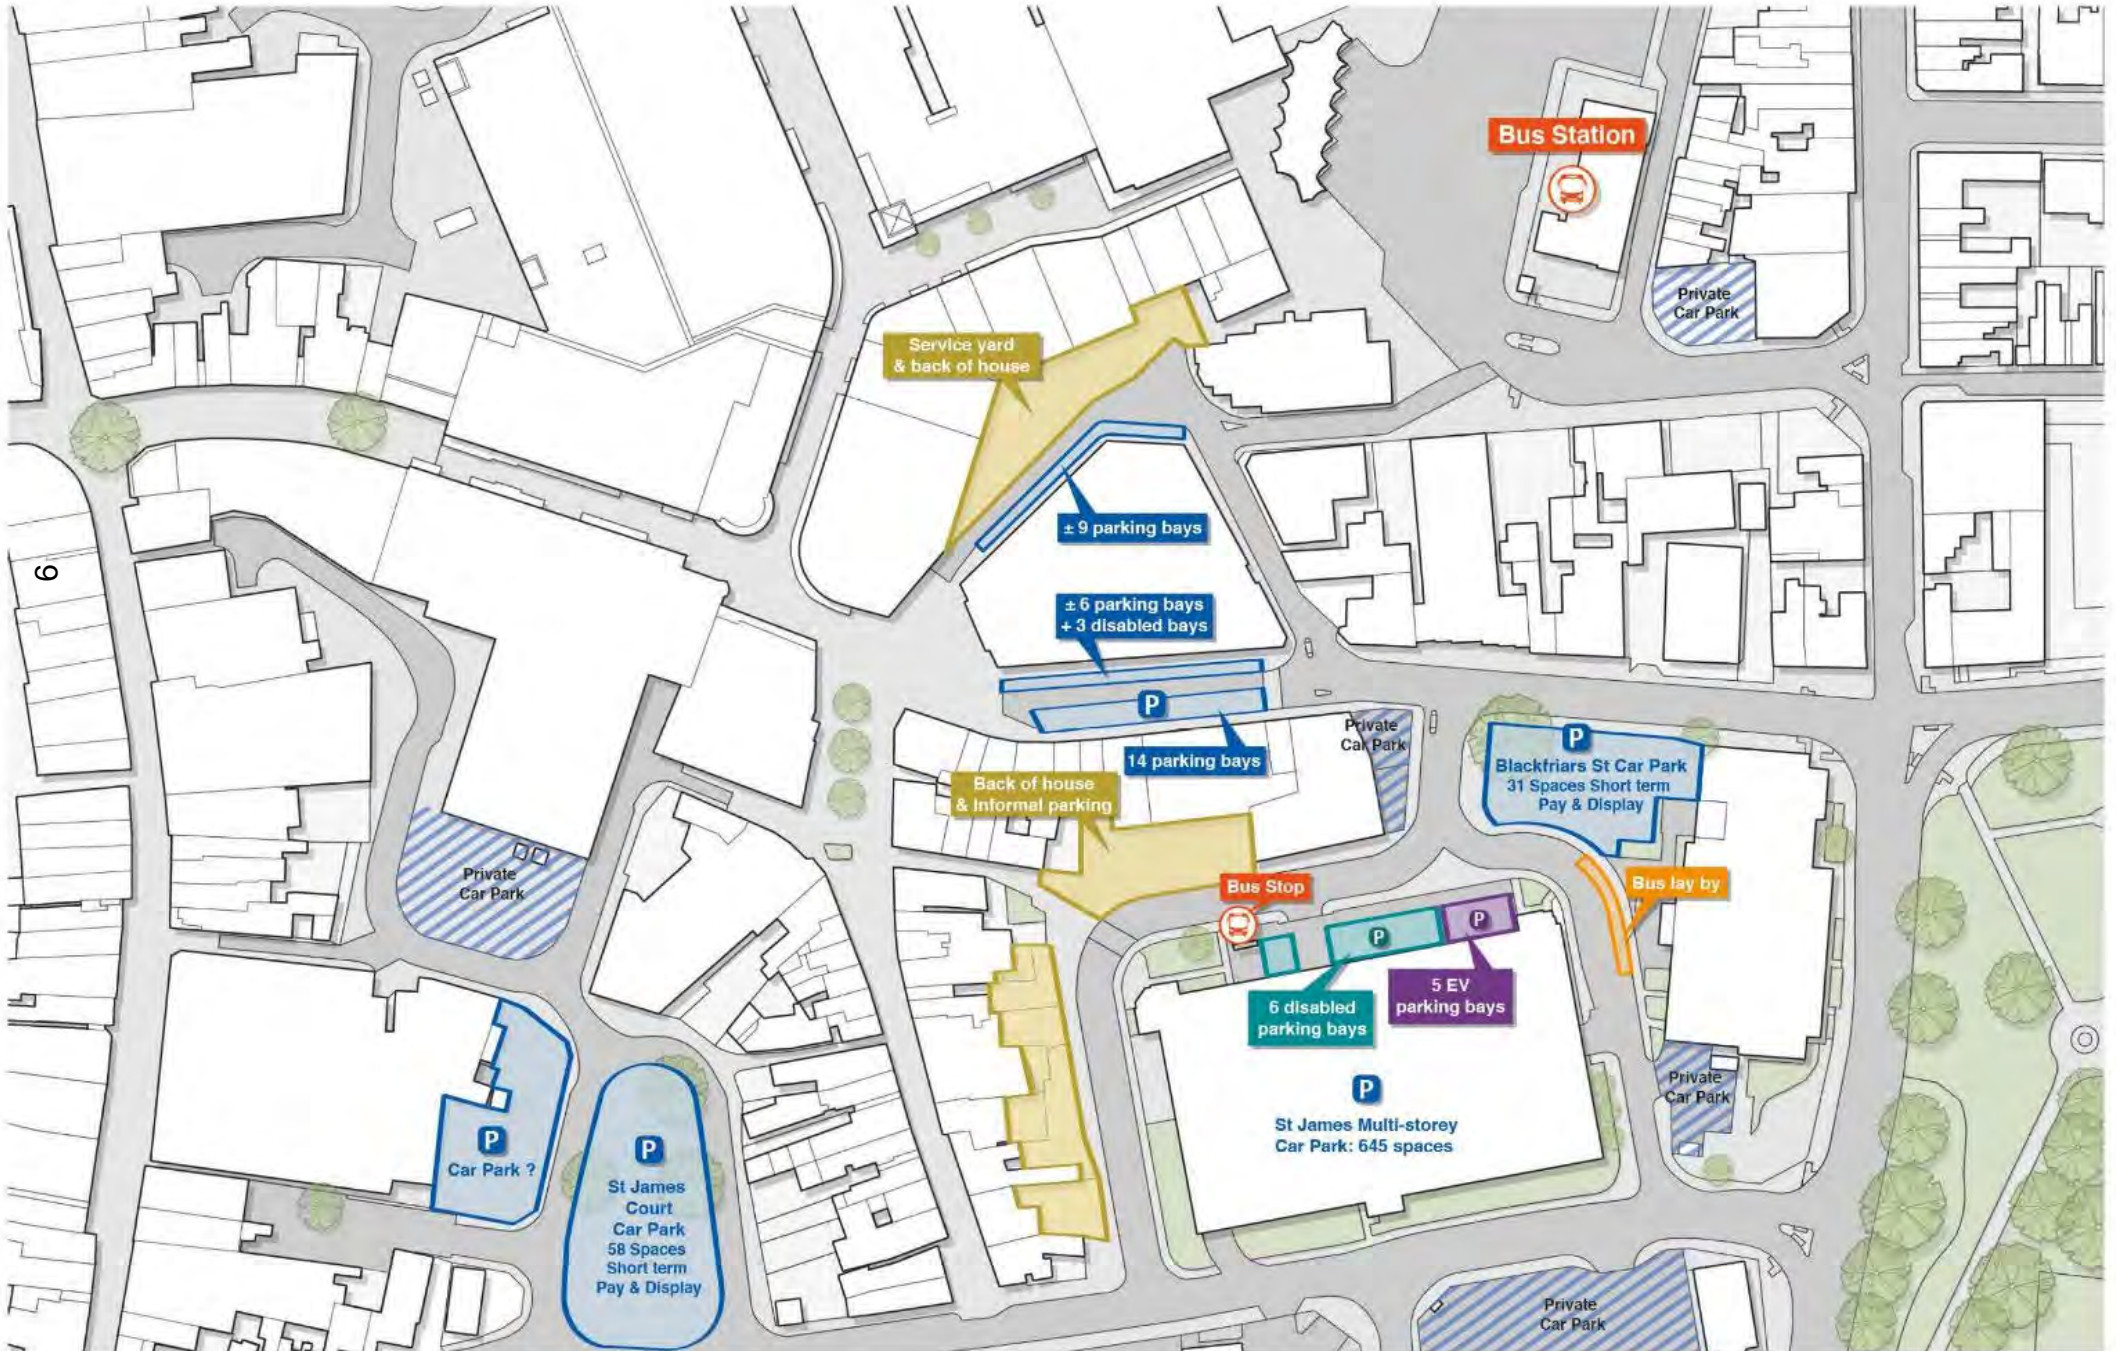 Bus Station
Private
Car Park
Service yard
& back of house
± 9 parking bays
6
± 6 parking bays
+ 3 disabled bays
P
14 parking bays
Private
Car Park
P
Blackfriars St Car Park
31 Spaces Short term
Pay & Display
Back of house
& Informal parking
Private
Car Park
Bus Stop
Bus lay by
P
P
6 disabled
parking bays
5 EV
parking bays
P
St James Multi-storey
Car Park: 645 spaces
Private
Car Park
P
Car Park ?
P
St James
Court
Car Park
58 Spaces
Short term
Pay & Display
Private
Car Park